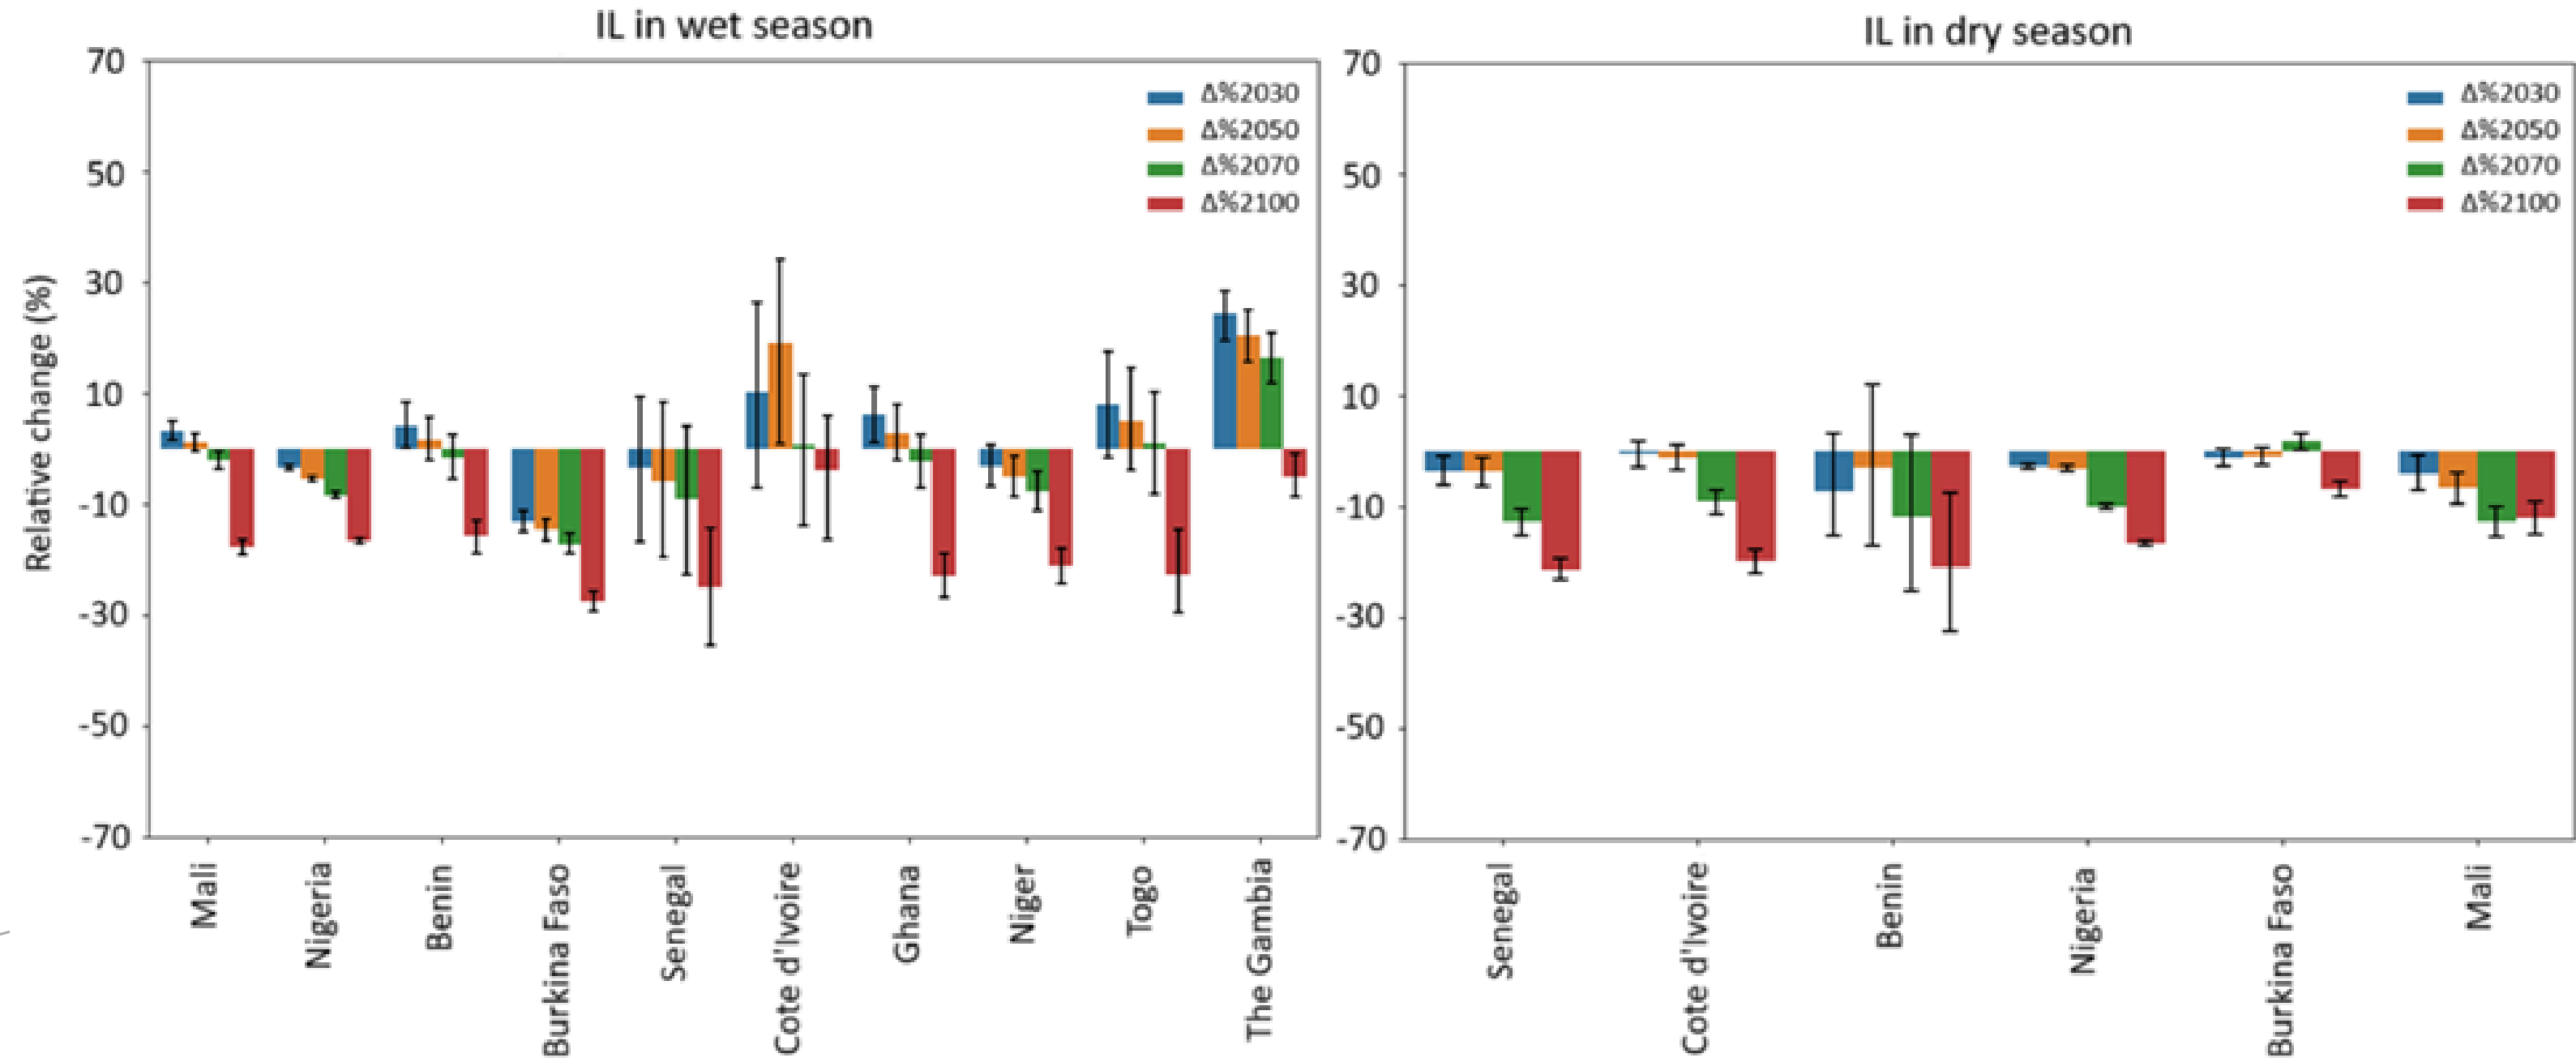 IL in wet season
Relative change (%)
70
50
30
10
-10
-30
-50
-70
Δ%2030
Δ%2050
Δ%2070
Δ%2100
Mali
Nigeria
Benin
Burkina Faso
Senegal
Cote d'Ivoire
Ghana
Niger
Togo
The Gambia
IL in dry season
70
50
30
10
-10
-30
-50
-70
Δ%2030
Δ%2050
Δ%2070
Δ%2100
Senegal
Cote d'Ivoire
Benin
Nigeria
Burkina Faso
Mali